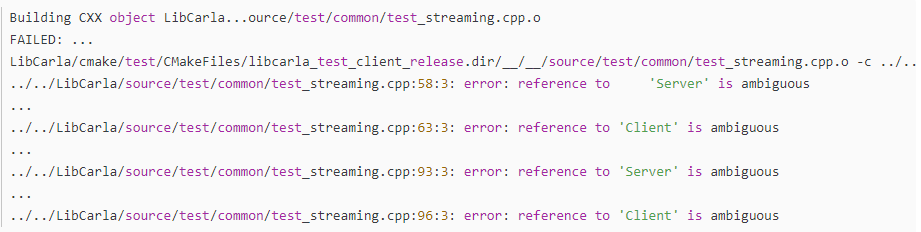 Building CXX object LibCarla...ource/test/common/test_streaming.cpp.o
FAILED: ...
LibCarla/cmake/test/CMakeFiles/libcarla_test_client_release.dir/__/__/source/test/common/test_streaming.cpp.o -c ../..
../../LibCarla/source/test/common/test_streaming.cpp:58:3: error: reference to     'Server' is ambiguous
...
../../LibCarla/source/test/common/test_streaming.cpp:63:3: error: reference to 'Client' is ambiguous
...
../../LibCarla/source/test/common/test_streaming.cpp:93:3: error: reference to 'Server' is ambiguous
...
../../LibCarla/source/test/common/test_streaming.cpp:96:3: error: reference to 'Client' is ambiguous